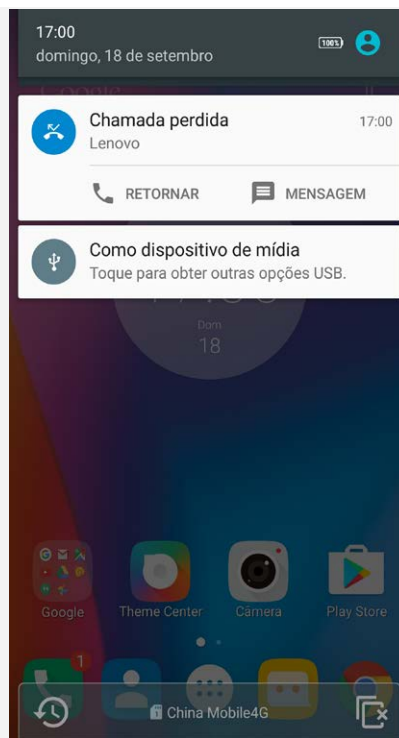 17:00
domingo, 18 de setembro
100%
Google
Chamada perdida
17:00
Lenovo
RETORNAR
MENSAGEM
Como dispositivo de mídia
Toque para obter outras opções USB.
Dom
18
Google
Theme Center
Câmera
Play Store
1
China Mobile4G